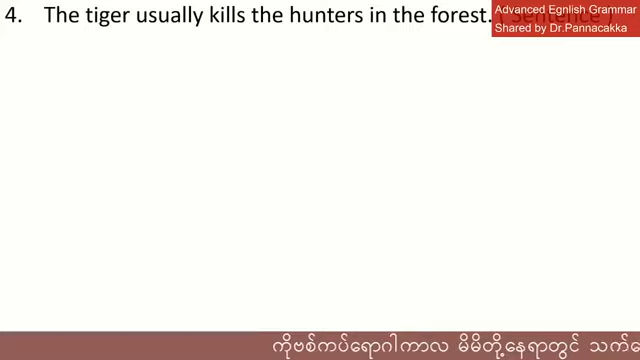 4. The tiger usually kills the hunters in the forest. ( Sentence )
Advanced Egnlish Grammar
Shared by Dr.Pannacakka
ကိုဗစ်ကပ်ရောဂါကာလ မိမိတို့နေရာတွင်